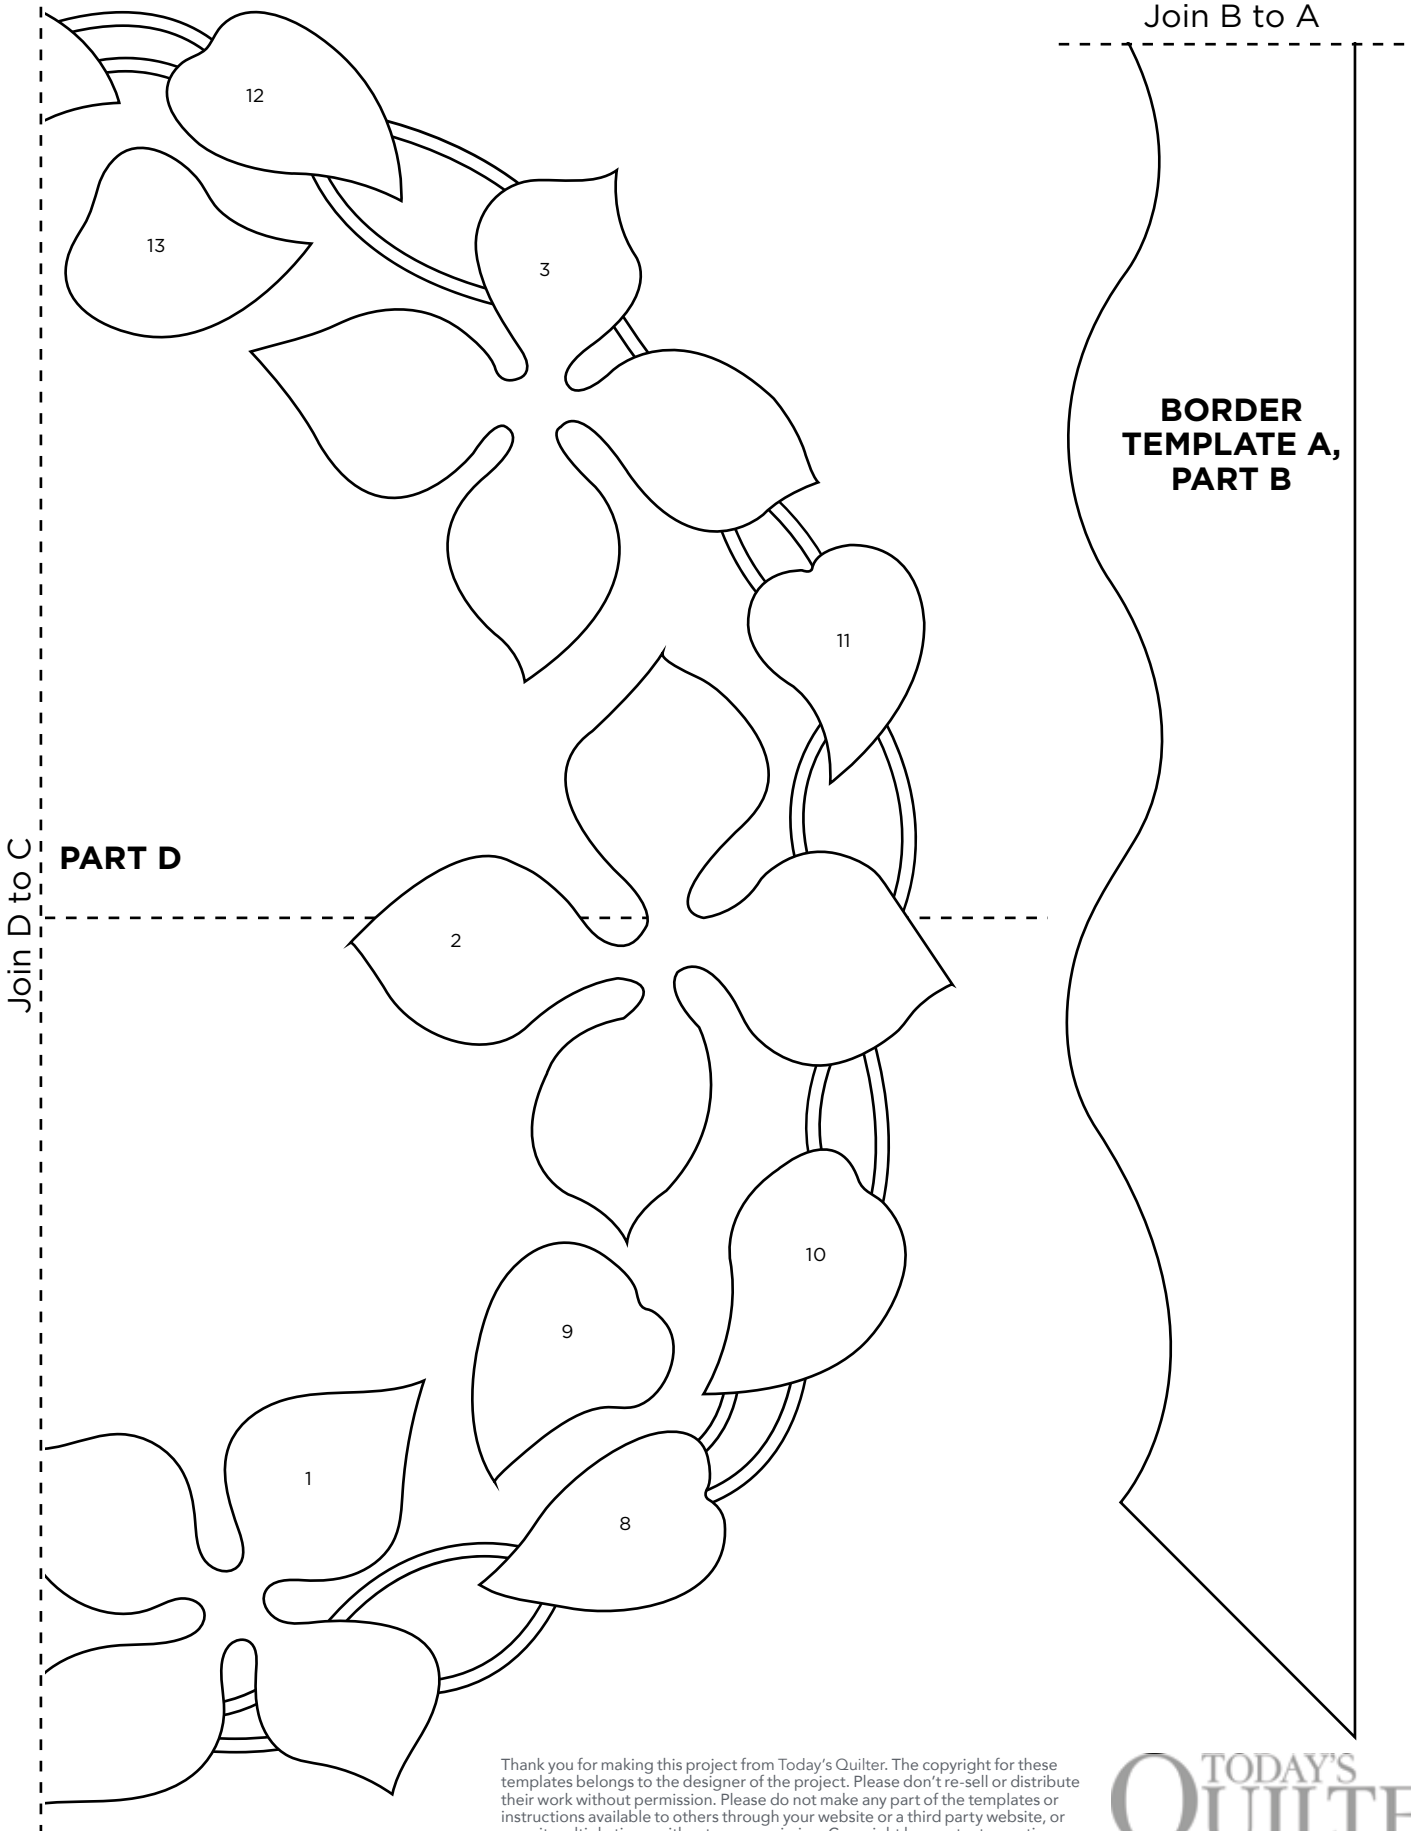 Join B to A
12
13
3
BORDER
TEMPLATE A,
PART B
11
Join D to C
PART D
2
10
9
1
8
Thank you for making this project from Today's Quilter. The copyright for these
templates belongs to the designer of the project. Please don't re-sell or distribute
their work without permission. Please do not make any part of the templates or
instructions available to others through your website or a third party website, or
TODAY'S